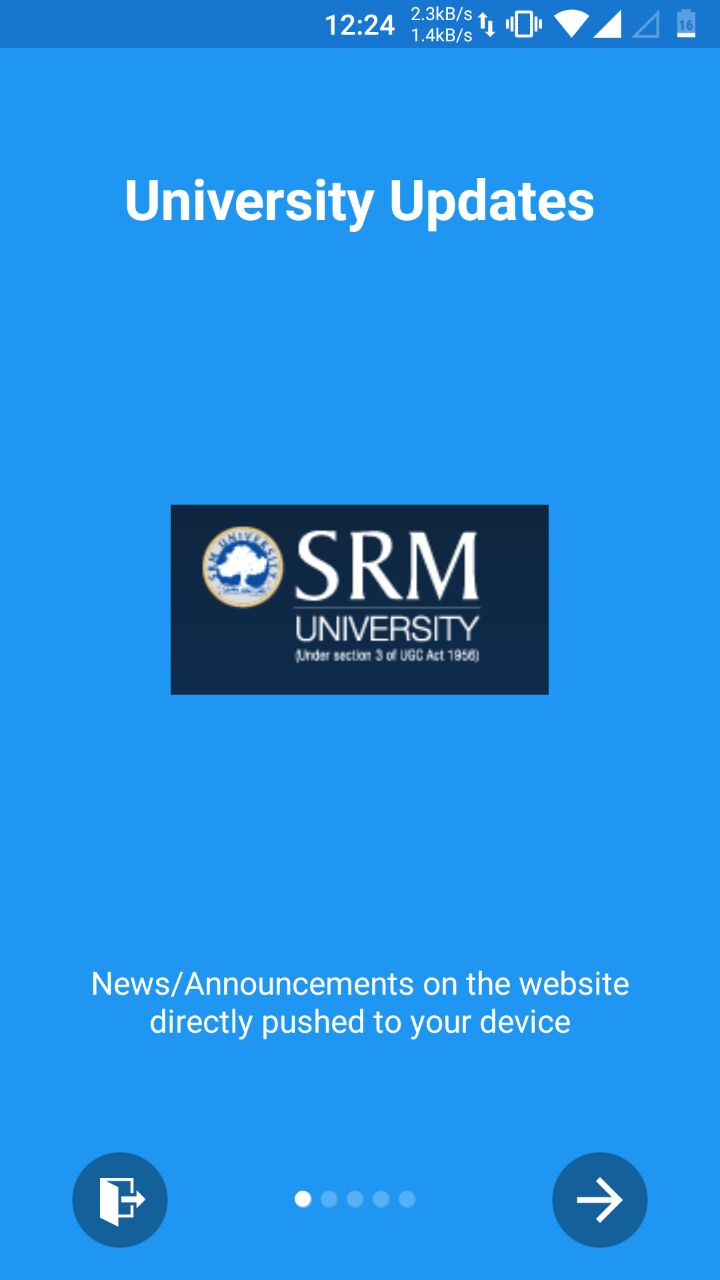 12:24
2.3kB/s
1.4kB/s
16
University Updates
SRM UNIVERSITY
SRM
UNIVERSITY
(Under section 3 of UGC Act 1956)
News/Announcements on the website
directly pushed to your device